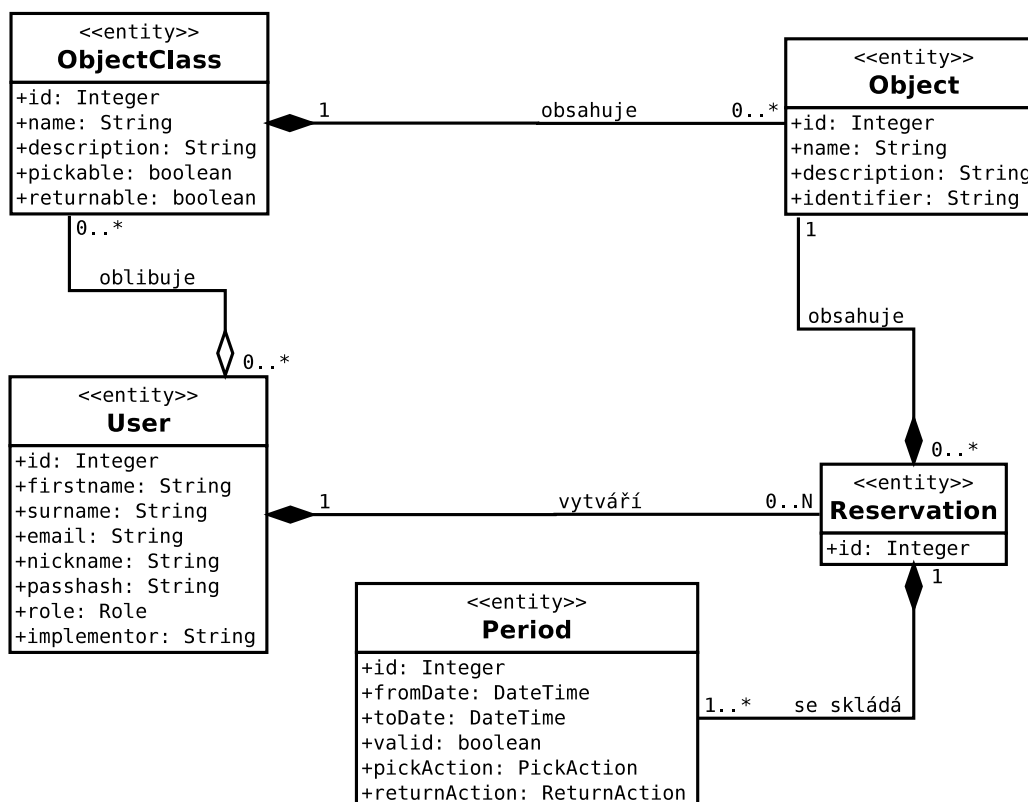 <<entity>>
ObjectClass
+id: Integer
+name: String
+description: String
+pickable: boolean
+returnable: boolean
1
obsahuje
0..*
<<entity>>
Object
+id: Integer
+name: String
+description: String
+identifier: String
0..*
oblibuje
0..*
1
obsahuje
0..*
<<entity>>
User
+id: Integer
+firstname: String
+surname: String
+email: String
+nickname: String
+passhash: String
+role: Role
+implementor: String
1
vytváří
0..N
<<entity>>
Reservation
+id: Integer
1
se skládá
1..*
<<entity>>
Period
+id: Integer
+fromDate: DateTime
+toDate: DateTime
+valid: boolean
+pickAction: PickAction
+returnAction: ReturnAction